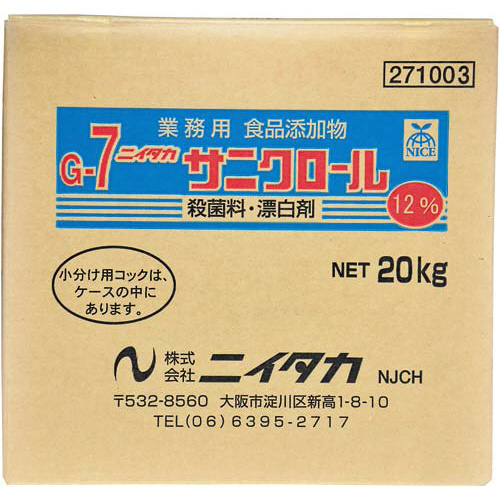 271003
業務用 食品添加物
NICE
G-7 ニイタカ サニクロール
殺菌料・漂白剤
12%
小分け用コックは、
ケースの中に
あります。
NET 20kg
株式会社 ニイタカ NJCH
〒532-8560 大阪市淀川区新高1-8-10
TEL(06)6395-2717